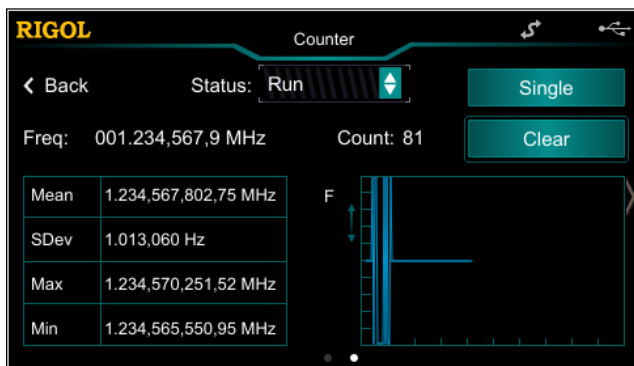 RIGOL
Counter
Back
Status: Run
Single
Freq: 001.234,567,9 MHz
Count: 81
Clear
Mean 1.234,567,802,75 MHz
F
SDev 1.013,060 Hz
Max 1.234,570,251,52 MHz
Min 1.234,565,550,95 MHz